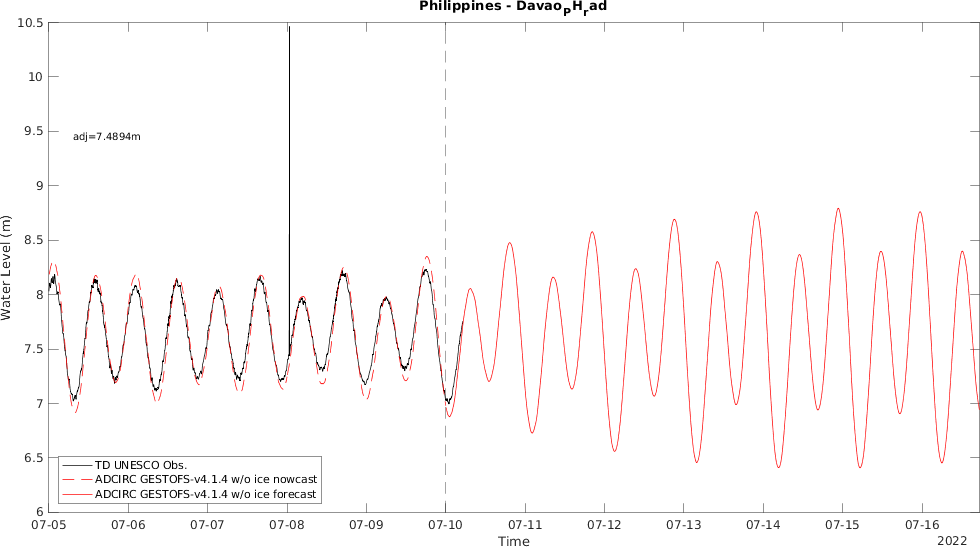 Philippines - Davao_PH_rad
10.5
10
9.5
9
8.5
8
7.5
7
6.5
6
Water Level (m)
adj=7.4894m
TD UNESCO Obs.
ADCIRC GESTOFS-v4.1.4 w/o ice nowcast
ADCIRC GESTOFS-v4.1.4 w/o ice forecast
07-05 07-06 07-07 07-08 07-09 07-10 07-11 07-12 07-13 07-14 07-15 07-16
Time
2022